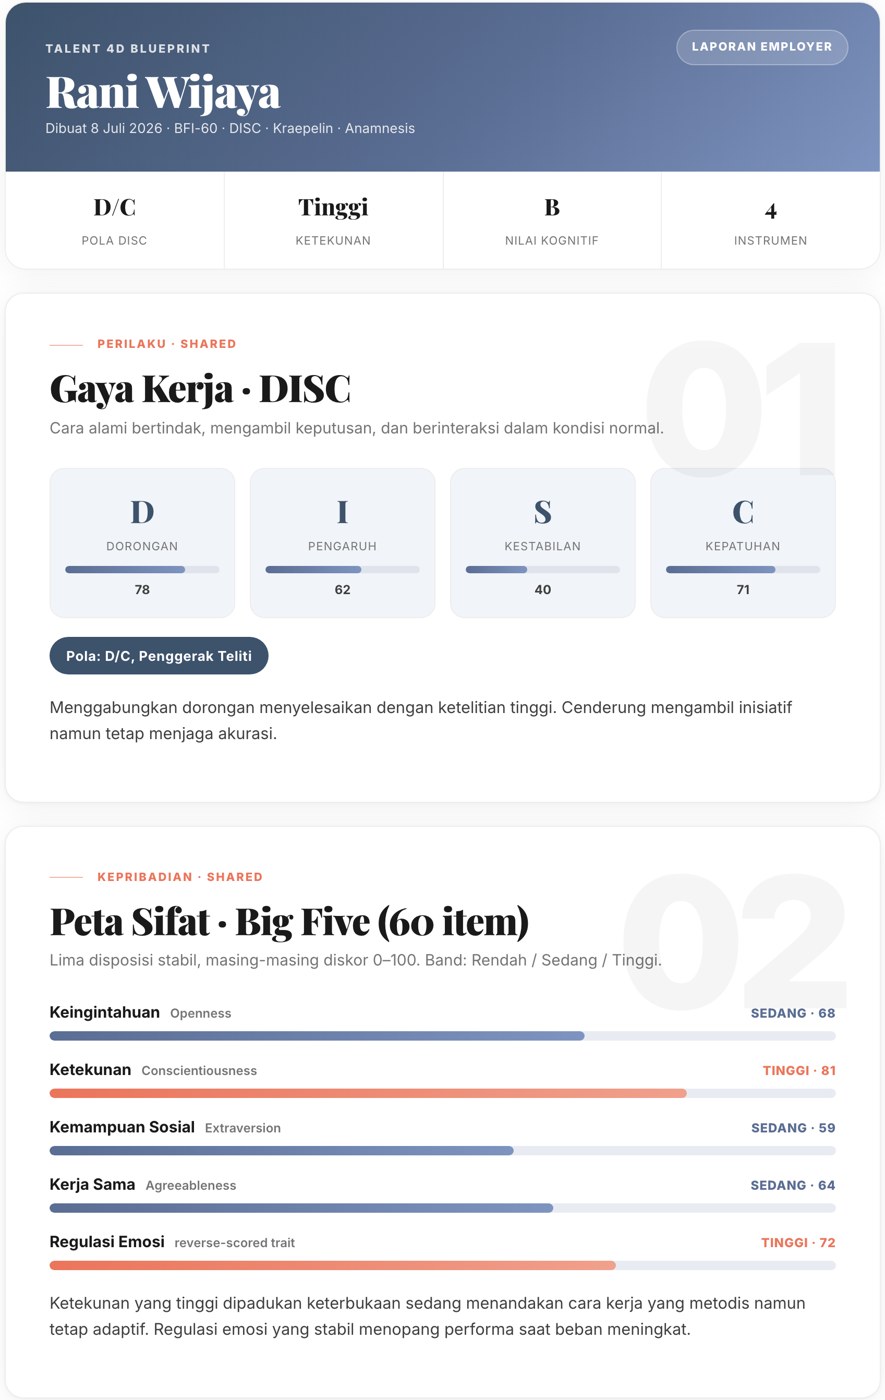 TALENT 4D BLUEPRINT
LAPORAN EMPLOYER
Rani Wijaya
Dibuat 8 Juli 2026 · BFI-60 · DISC · Kraepelin · Anamnesis
D/C
POLA DISC
Tinggi
KETEKUNAN
B
NILAI KOGNITIF
4
INSTRUMEN
01
PERILAKU · SHARED
Gaya Kerja · DISC
Cara alami bertindak, mengambil keputusan, dan berinteraksi dalam kondisi normal.
D
DORONGAN
78
I
PENGARUH
62
S
KESTABILAN
40
C
KEPATUHAN
71
Pola: D/C, Penggerak Teliti
Menggabungkan dorongan menyelesaikan dengan ketelitian tinggi. Cenderung mengambil inisiatif
namun tetap menjaga akurasi.
02
KEPRIBADIAN · SHARED
Peta Sifat · Big Five (60 item)
Lima disposisi stabil, masing-masing diskor 0–100. Band: Rendah / Sedang / Tinggi.
Keingintahuan Openness SEDANG · 68
Ketekunan Conscientiousness TINGGI · 81
Kemampuan Sosial Extraversion SEDANG · 59
Kerja Sama Agreeableness SEDANG · 64
Regulasi Emosi reverse-scored trait TINGGI · 72
Ketekunan yang tinggi dipadukan keterbukaan sedang menandakan cara kerja yang metodis namun
tetap adaptif. Regulasi emosi yang stabil menopang performa saat beban meningkat.